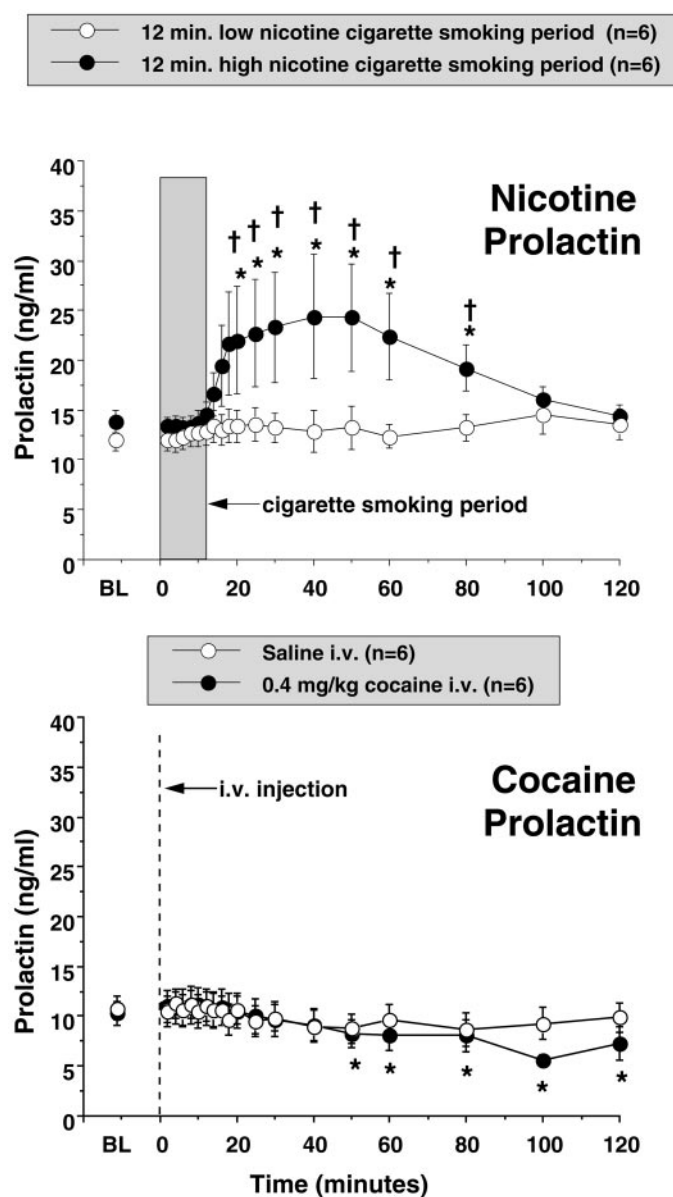 12 min. low nicotine cigarette smoking period (n=6)
12 min. high nicotine cigarette smoking period (n=6)
Nicotine
Prolactin
Prolactin (ng/ml)
40
35
30
25
20
15
10
5
0
† † † † † † †
* * * * * * *
cigarette smoking period
BL 0 20 40 60 80 100 120
Saline i.v. (n=6)
0.4 mg/kg cocaine i.v. (n=6)
Cocaine
Prolactin
Prolactin (ng/ml)
40
35
30
25
20
15
10
5
0
i.v. injection
* * * * *
BL 0 20 40 60 80 100 120
Time (minutes)